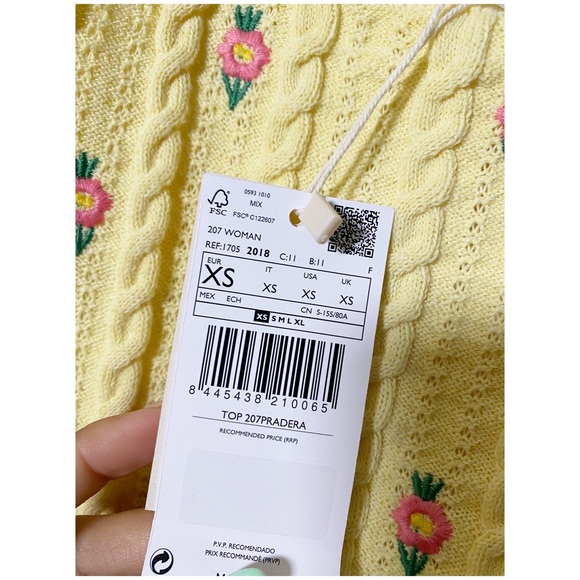 0593 1010
MIX
FSC
FSC® C122607
207 WOMAN
REF:1705 2018 C:11 B:11 F
EUR IT USA UK
XS XS XS XS
MEX ECH CN S-155/80A
XS S M L XL
8 445438 210065
TOP 207PRADERA
RECOMMENDED PRICE (RRP)
P.V.P. RECOMENDADO
PRIX RECOMMANDÉ (PRVP)